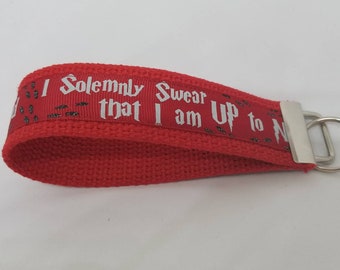 I Solemnly Swear
that I am UP to N